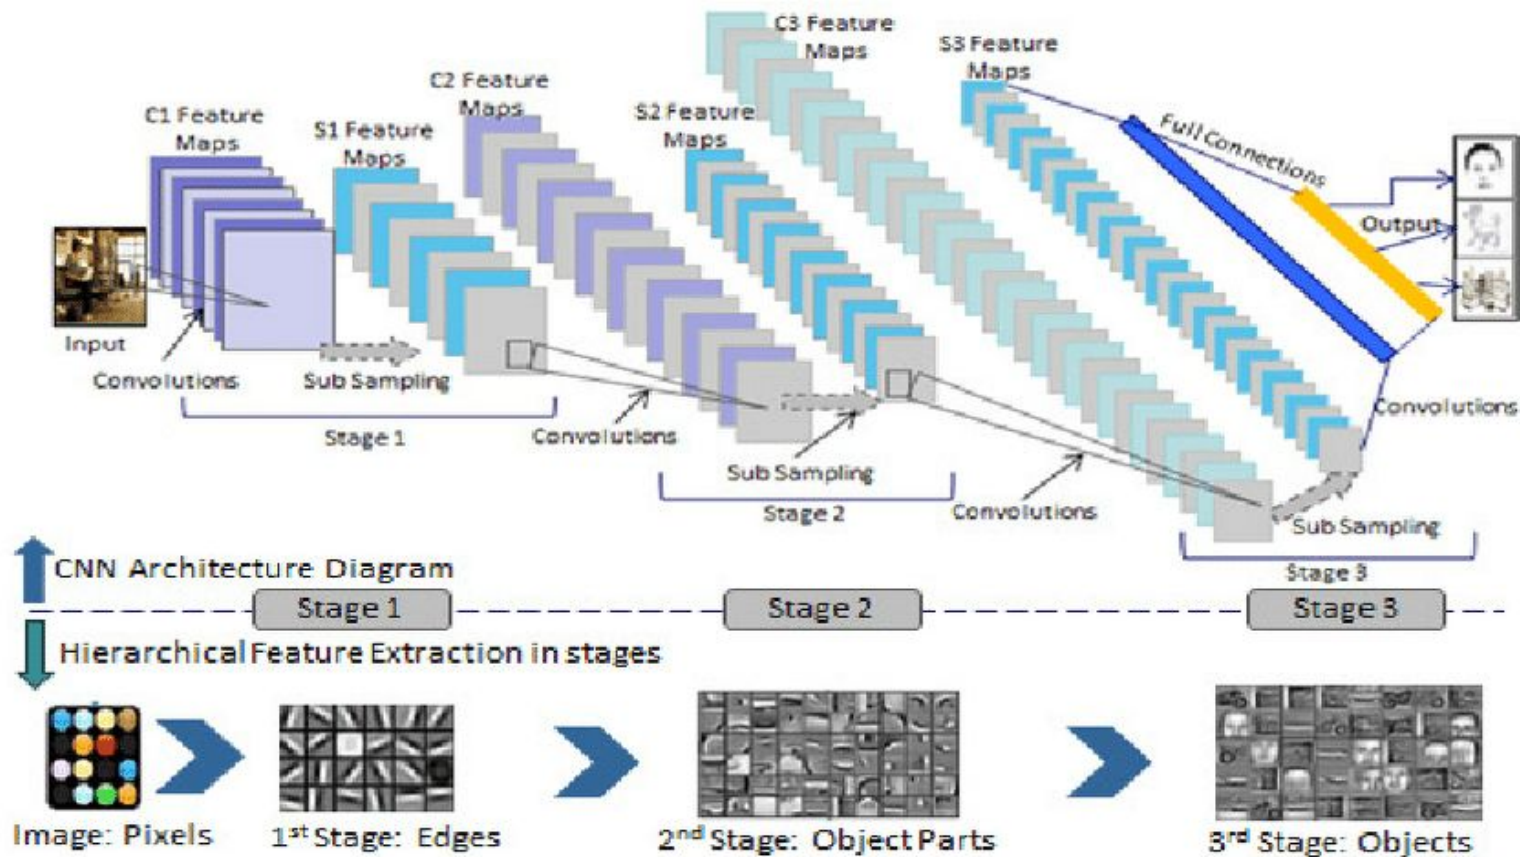 C3 Feature
Maps
S3 Feature
Maps
C2 Feature
Maps
S2 Feature
Maps
C1 Feature
Maps
S1 Feature
Maps
Full Connections
Output
Input
Convolutions
Sub Sampling
Stage 1
Convolutions
Sub Sampling
Stage 2
Convolutions
Convolutions
Sub Sampling
Stage 3
CNN Architecture Diagram
Stage 1
Stage 2
Stage 3
Hierarchical Feature Extraction in stages
Image: Pixels
1st Stage: Edges
2nd Stage: Object Parts
3rd Stage: Objects